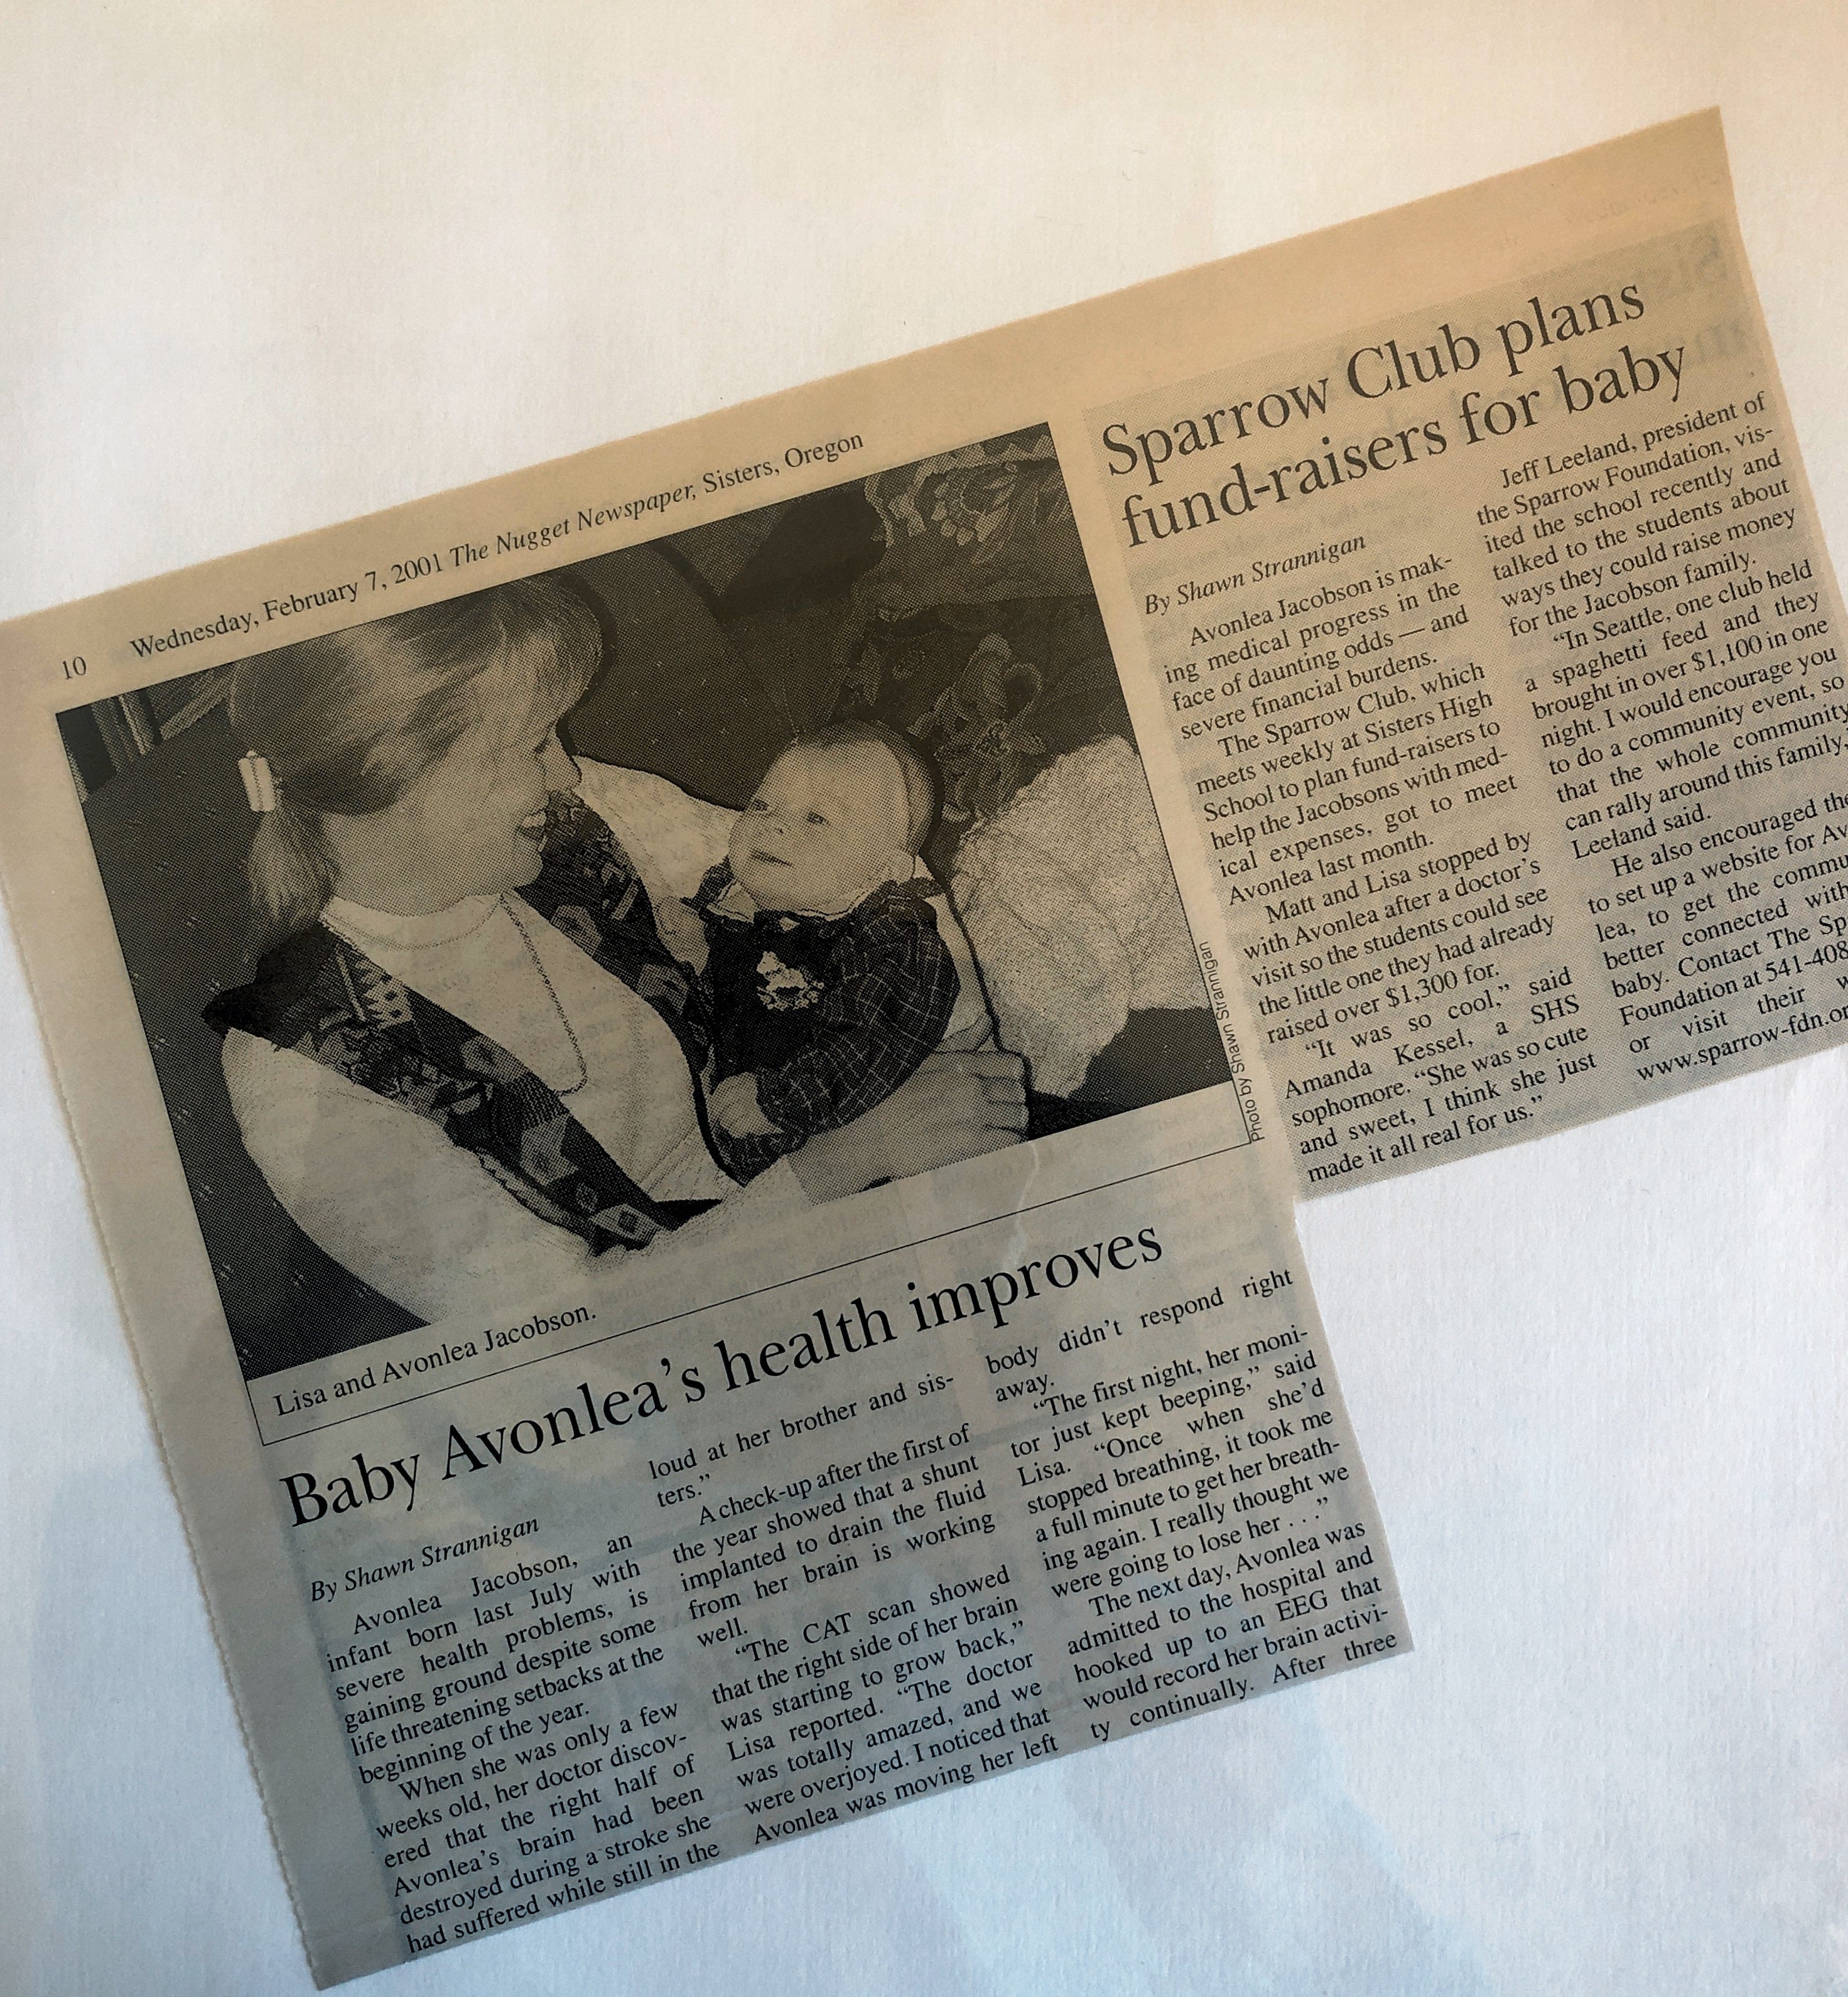 10 Wednesday, February 7, 2001 The Nugget Newspaper, Sisters, Oregon
Photo by Shawn Strannigan
Lisa and Avonlea Jacobson.
Baby Avonlea's health improves
By Shawn Strannigan
Avonlea Jacobson, an
infant born last July with
severe health problems, is
gaining ground despite some
life threatening setbacks at the
beginning of the year.
When she was only a few
weeks old, her doctor discov-
ered that the right half of
Avonlea's brain had been
destroyed during a stroke she
had suffered while still in the
loud at her brother and sis-
ters."
A check-up after the first of
the year showed that a shunt
implanted to drain the fluid
from her brain is working
well.
"The CAT scan showed
that the right side of her brain
was starting to grow back,"
Lisa reported. "The doctor
was totally amazed, and we
were overjoyed. I noticed that
Avonlea was moving her left
body didn't respond right
away.
"The first night, her moni-
tor just kept beeping," said
Lisa. "Once when she'd
stopped breathing, it took me
a full minute to get her breath-
ing again. I really thought we
were going to lose her . . ."
The next day, Avonlea was
admitted to the hospital and
hooked up to an EEG that
would record her brain activi-
ty continually. After three
Sparrow Club plans
fund-raisers for baby
By Shawn Strannigan
Avonlea Jacobson is mak-
ing medical progress in the
face of daunting odds — and
severe financial burdens.
The Sparrow Club, which
meets weekly at Sisters High
School to plan fund-raisers to
help the Jacobsons with med-
ical expenses, got to meet
Avonlea last month.
Matt and Lisa stopped by
with Avonlea after a doctor's
visit so the students could see
the little one they had already
raised over $1,300 for.
"It was so cool," said
Amanda Kessel, a SHS
sophomore. "She was so cute
and sweet, I think she just
made it all real for us."
Jeff Leeland, president of
the Sparrow Foundation, vis-
ited the school recently and
talked to the students about
ways they could raise money
for the Jacobson family.
"In Seattle, one club held
a spaghetti feed and they
brought in over $1,100 in one
night. I would encourage you
to do a community event, so
that the whole community
can rally around this family,
Leeland said.
He also encouraged the
to set up a website for Av
lea, to get the commu
better connected with
baby. Contact The Sp
Foundation at 541-408
or visit their w
www.sparrow-fdn.or